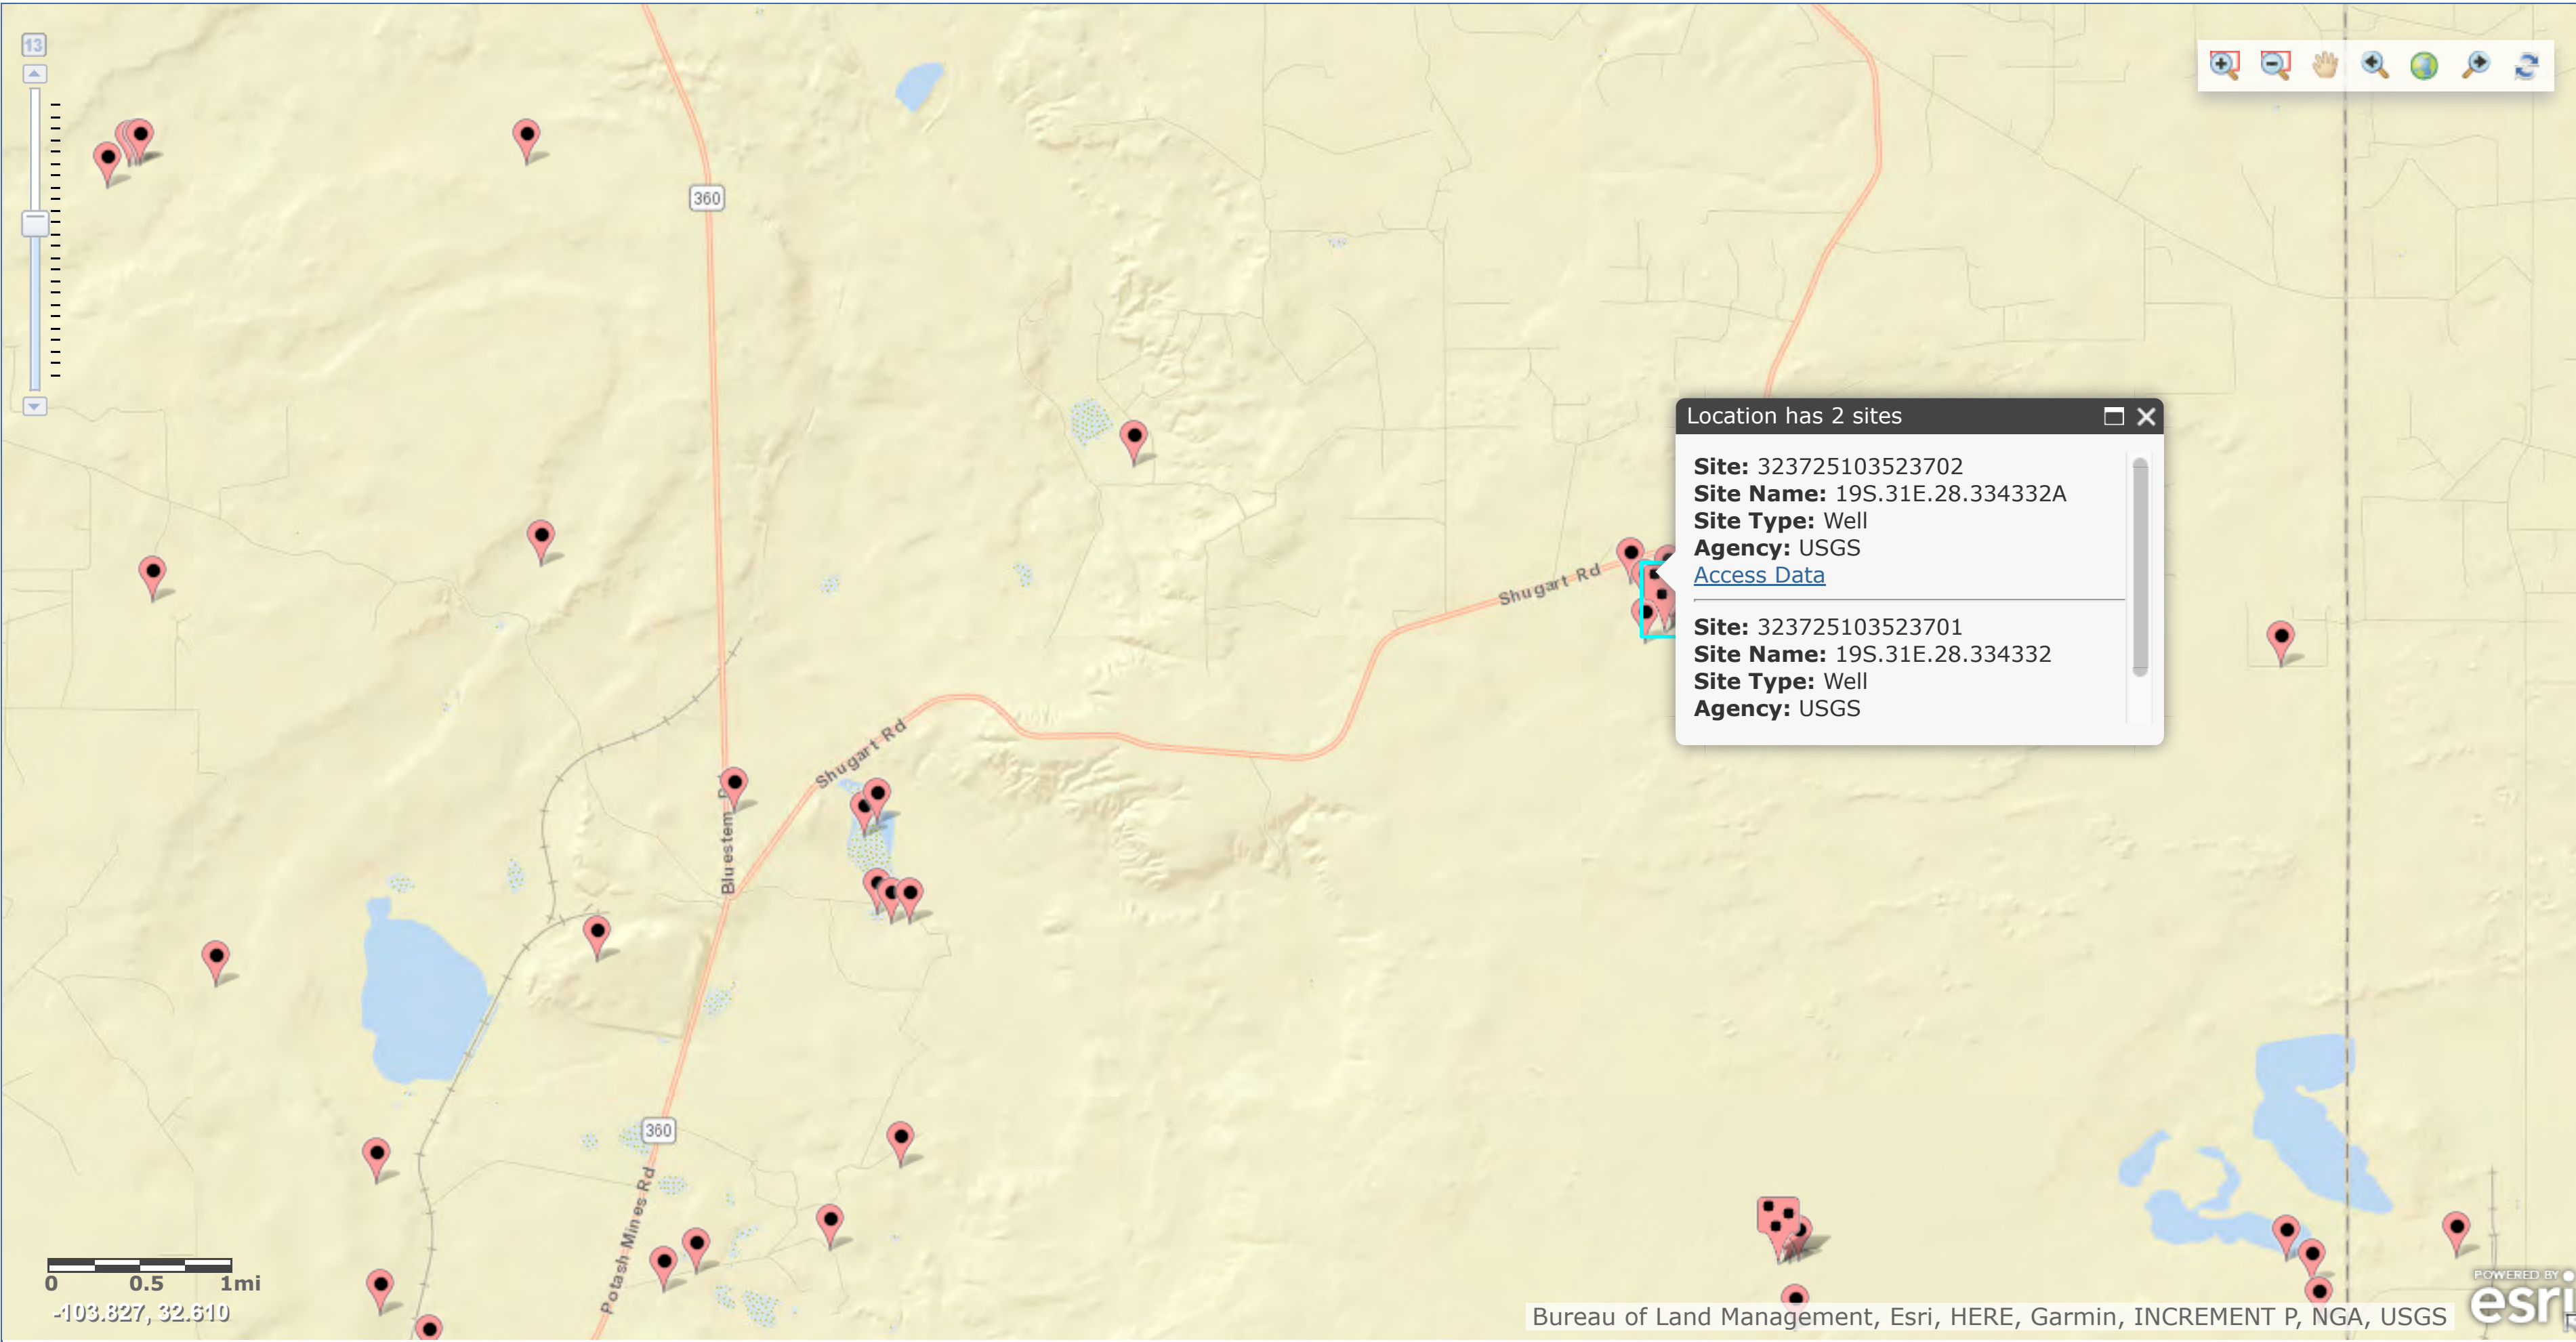 13
360
Location has 2 sites
Site: 323725103523702
Site Name: 19S.31E.28.334332A
Site Type: Well
Agency: USGS
Access Data
Site: 323725103523701
Site Name: 19S.31E.28.334332
Site Type: Well
Agency: USGS
Shugart Rd
Shugart Rd
Bluestem
360
Potash Mines Rd
0 0.5 1mi
-103.827, 32.610
POWERED BY
esri
Bureau of Land Management, Esri, HERE, Garmin, INCREMENT P, NGA, USGS